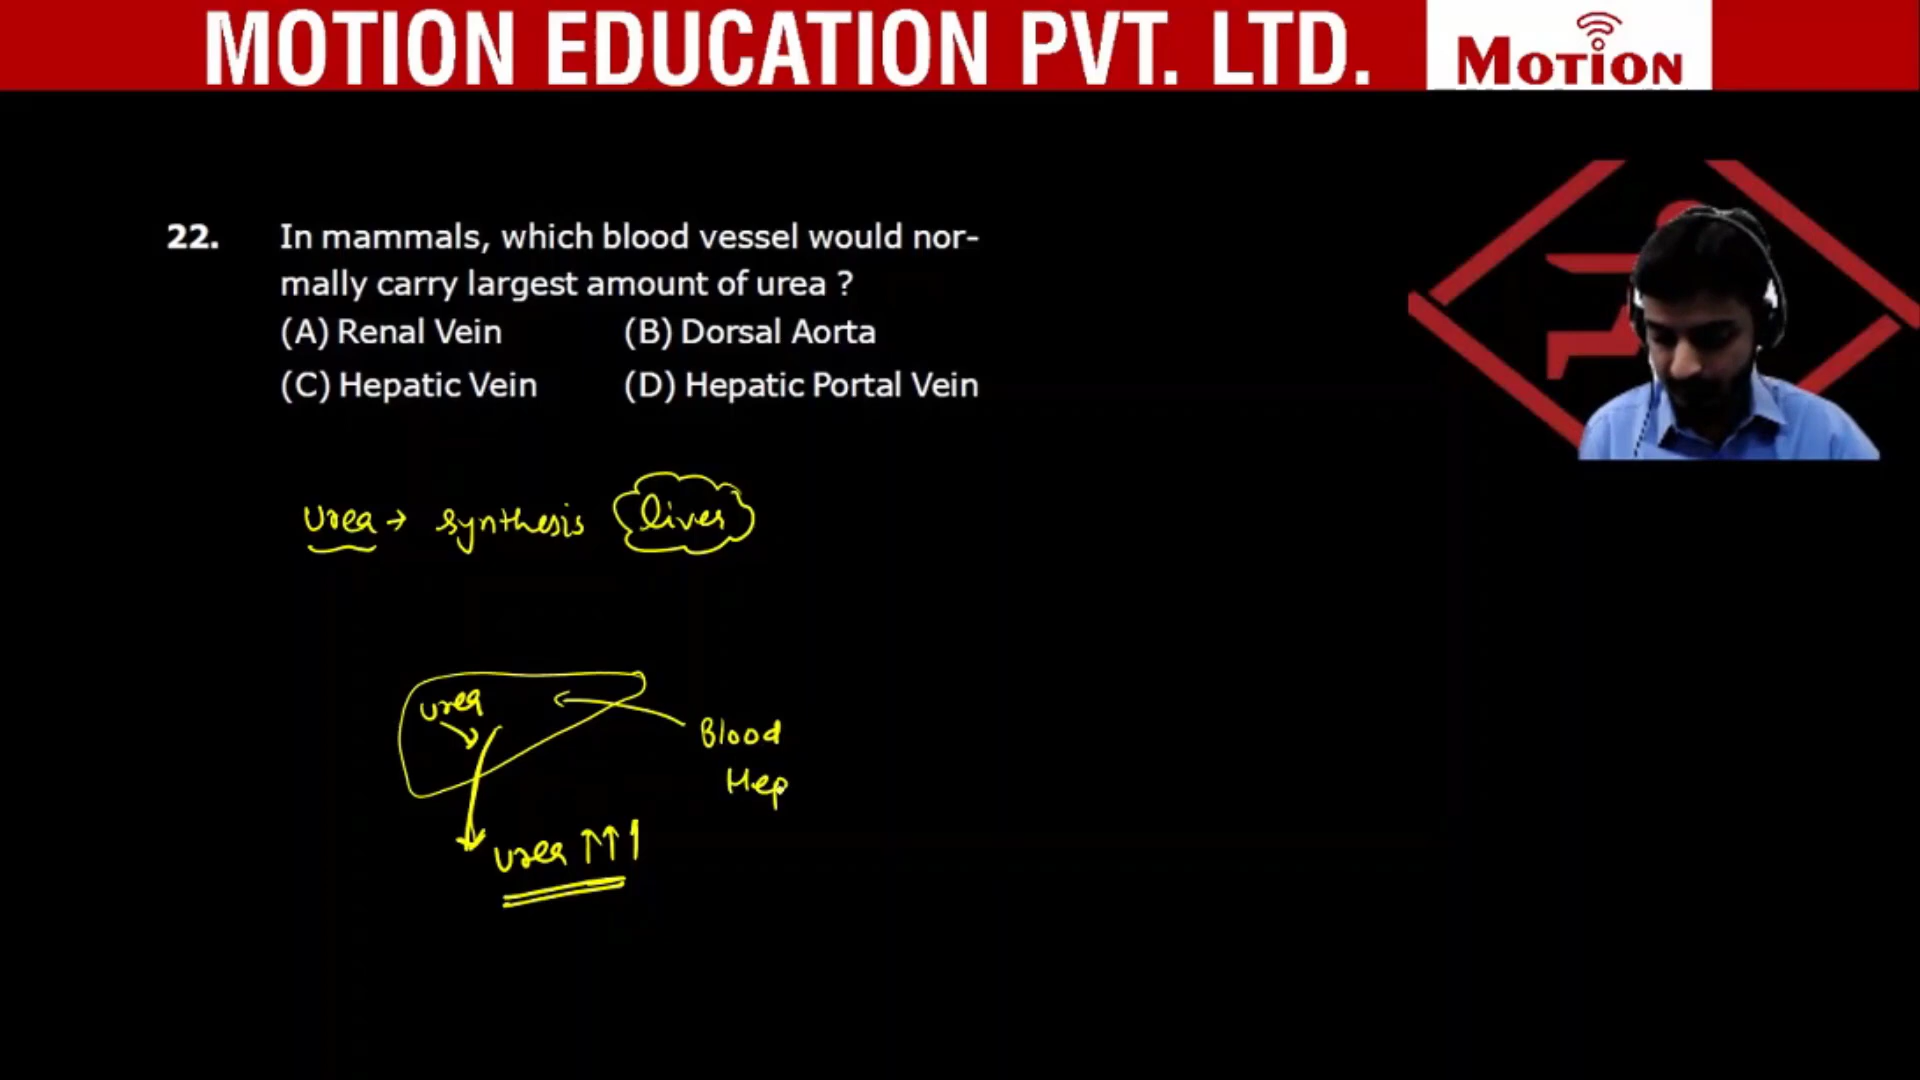 MOTION EDUCATION PVT. LTD.
MOTION
22. In mammals, which blood vessel would nor-
mally carry largest amount of urea ?
(A) Renal Vein (B) Dorsal Aorta
(C) Hepatic Vein (D) Hepatic Portal Vein
urea → synthesis liver
urea
Blood
Hep
urea ↑↑↑